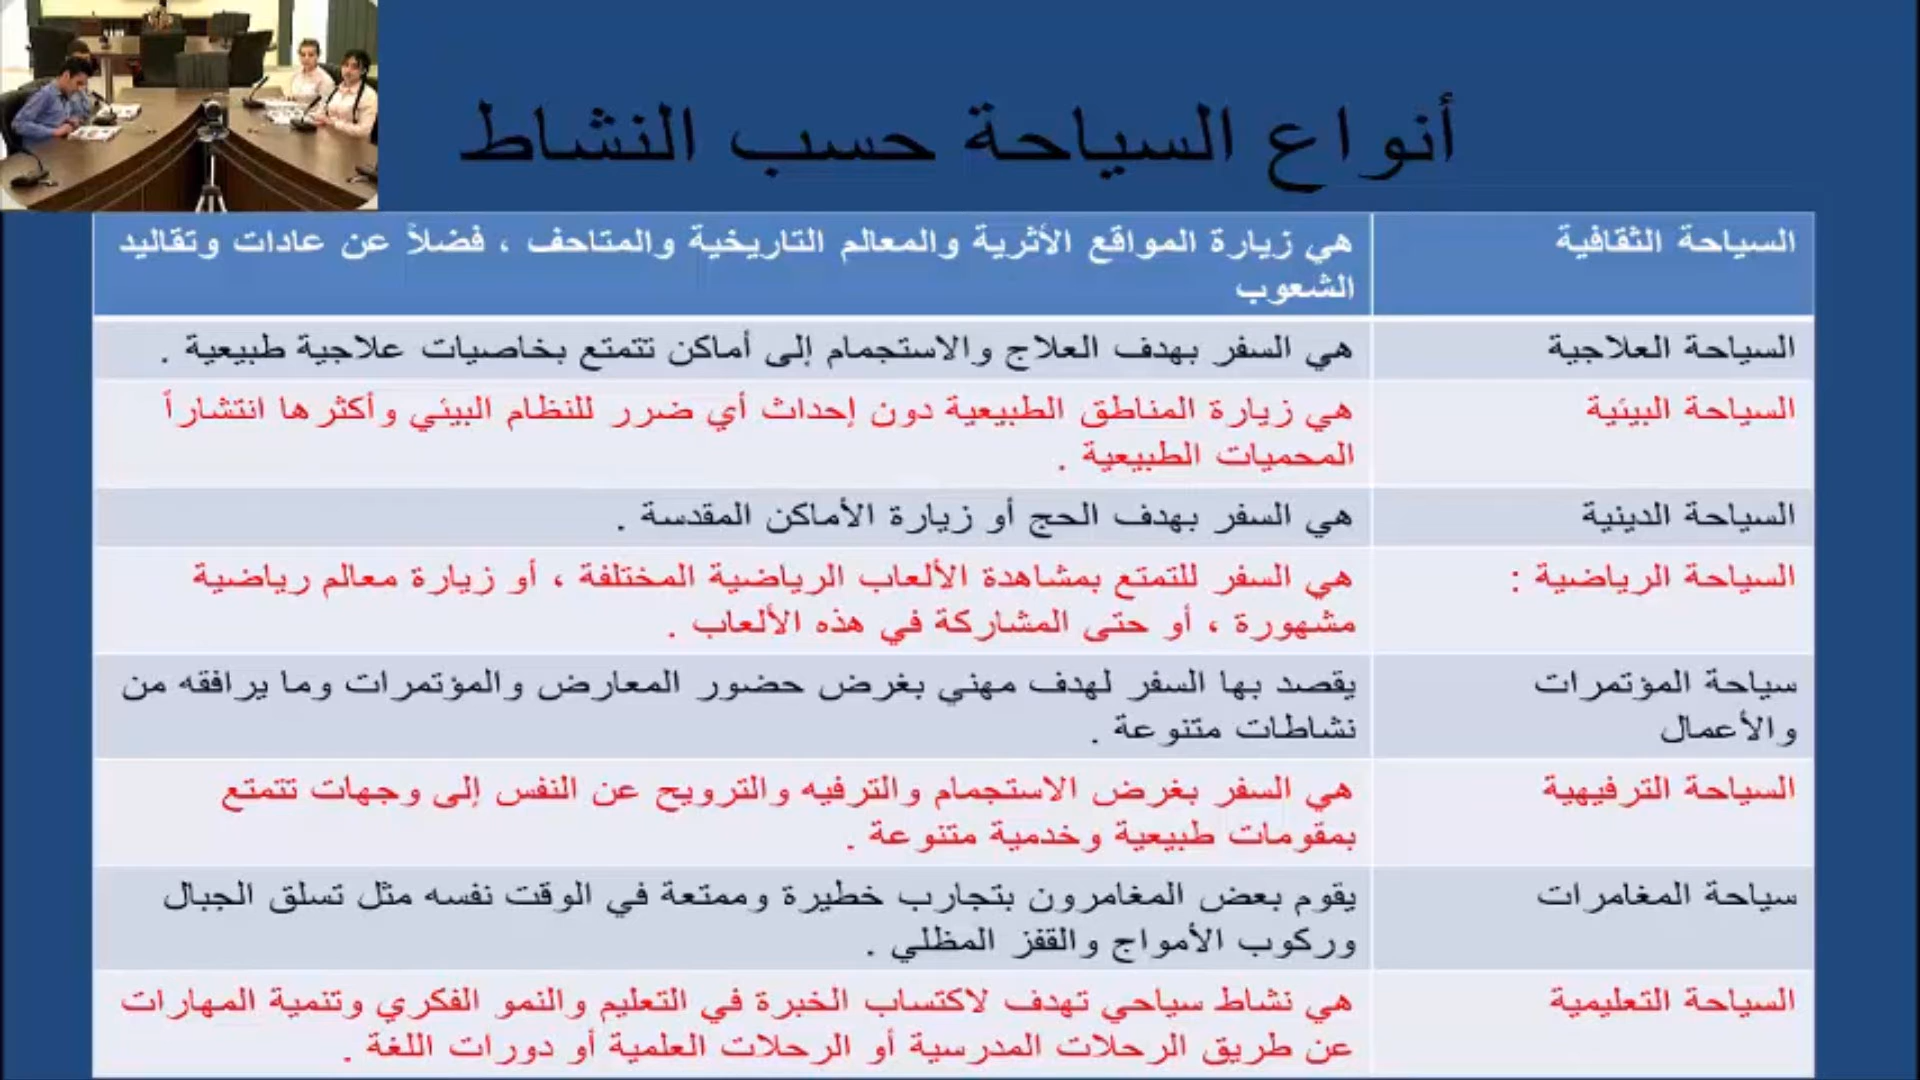 أنواع السياحة حسب النشاط
السياحة الثقافية
هي زيارة المواقع الأثرية والمعالم التاريخية والمتاحف ، فضلاً عن عادات وتقاليد
الشعوب
السياحة العلاجية
هي السفر بهدف العلاج والاستجمام إلى أماكن تتمتع بخاصيات علاجية طبيعية .
السياحة البيئية
هي زيارة المناطق الطبيعية دون إحداث أي ضرر للنظام البيئي وأكثرها انتشاراً
المحميات الطبيعية .
السياحة الدينية
هي السفر بهدف الحج أو زيارة الأماكن المقدسة .
السياحة الرياضية :
هي السفر للتمتع بمشاهدة الألعاب الرياضية المختلفة ، أو زيارة معالم رياضية
مشهورة ، أو حتى المشاركة في هذه الألعاب .
سياحة المؤتمرات
والأعمال
يقصد بها السفر لهدف مهني بغرض حضور المعارض والمؤتمرات وما يرافقه من
نشاطات متنوعة .
السياحة الترفيهية
هي السفر بغرض الاستجمام والترفيه والترويح عن النفس إلى وجهات تتمتع
بمقومات طبيعية وخدمية متنوعة .
سياحة المغامرات
يقوم بعض المغامرون بتجارب خطيرة وممتعة في الوقت نفسه مثل تسلق الجبال
وركوب الأمواج والقفز المظلي .
السياحة التعليمية
هي نشاط سياحي تهدف لاكتساب الخبرة في التعليم والنمو الفكري وتنمية المهارات
عن طريق الرحلات المدرسية أو الرحلات العلمية أو دورات اللغة .